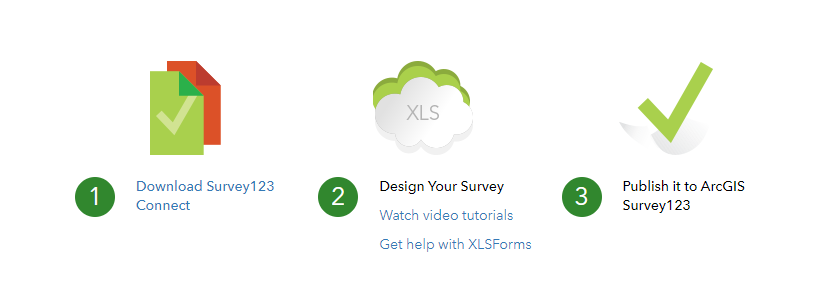 XLS
1
Download Survey123
Connect
2
Design Your Survey
Watch video tutorials
Get help with XLSForms
3
Publish it to ArcGIS
Survey123